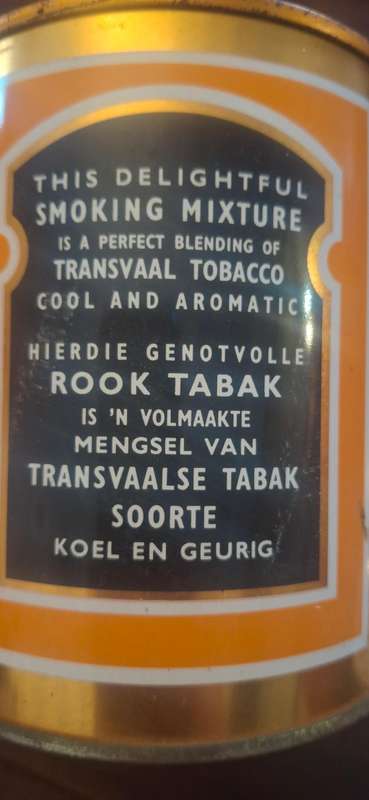 THIS DELIGHTFUL
SMOKING MIXTURE
IS A PERFECT BLENDING OF
TRANSVAAL TOBACCO
COOL AND AROMATIC
HIERDIE GENOTVOLLE
ROOK TABAK
IS 'N VOLMAAKTE
MENGSEL VAN
TRANSVAALSE TABAK
SOORTE
KOEL EN GEURIG